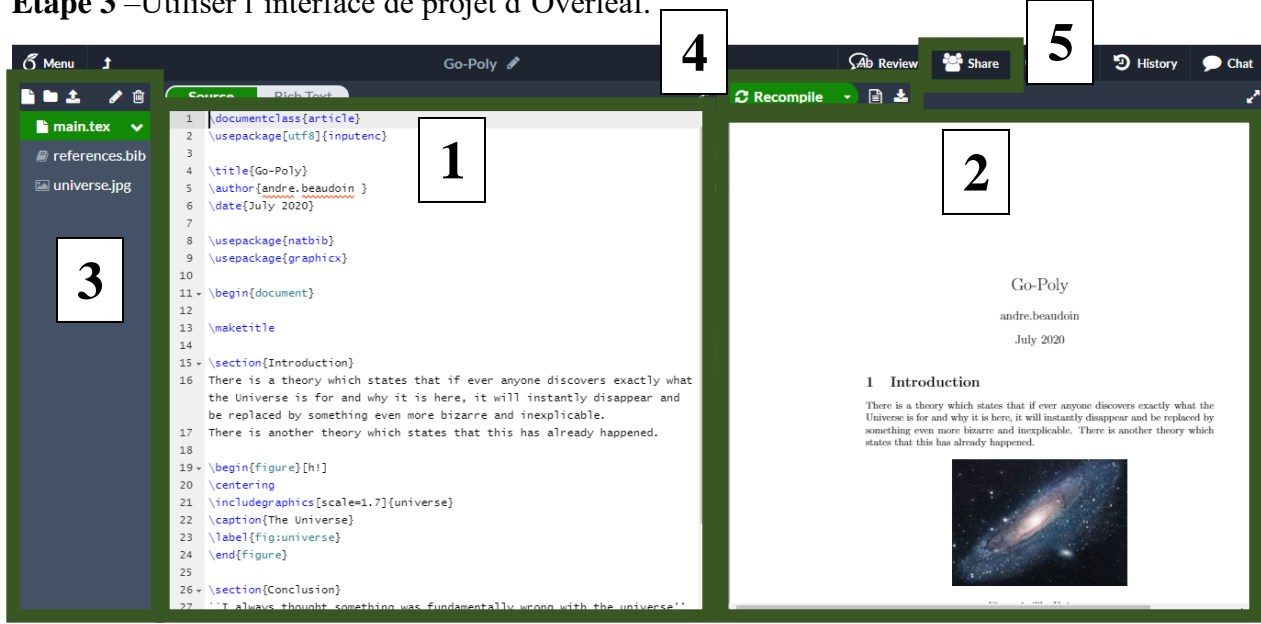 Étape 3 –Utiliser l'interface de projet d'Overleaf.
4
5
Menu
Go-Poly
Review
Share
History
Chat
Source
Rich Text
Recompile
main.tex
references.bib
universe.jpg
3
1
2
1 \documentclass{article}
2 \usepackage[utf8]{inputenc}
3
4 \title{Go-Poly}
5 \author{andre.beaudoin }
6 \date{July 2020}
7
8 \usepackage{natbib}
9 \usepackage{graphicx}
10
11 \begin{document}
12
13 \maketitle
14
15 \section{Introduction}
16 There is a theory which states that if ever anyone discovers exactly what
the Universe is for and why it is here, it will instantly disappear and
be replaced by something even more bizarre and inexplicable.
17 There is another theory which states that this has already happened.
18
19 \begin{figure}[h!]
20 \centering
21 \includegraphics[scale=1.7]{universe}
22 \caption{The Universe}
23 \label{fig:universe}
24 \end{figure}
25
26 \section{Conclusion}
27 ``I always thought something was fundamentally wrong with the universe''
Go-Poly
andre.beaudoin
July 2020
1 Introduction
There is a theory which states that if ever anyone discovers exactly what the
Universe is for and why it is here, it will instantly disappear and be replaced by
something even more bizarre and inexplicable. There is another theory which
states that this has already happened.